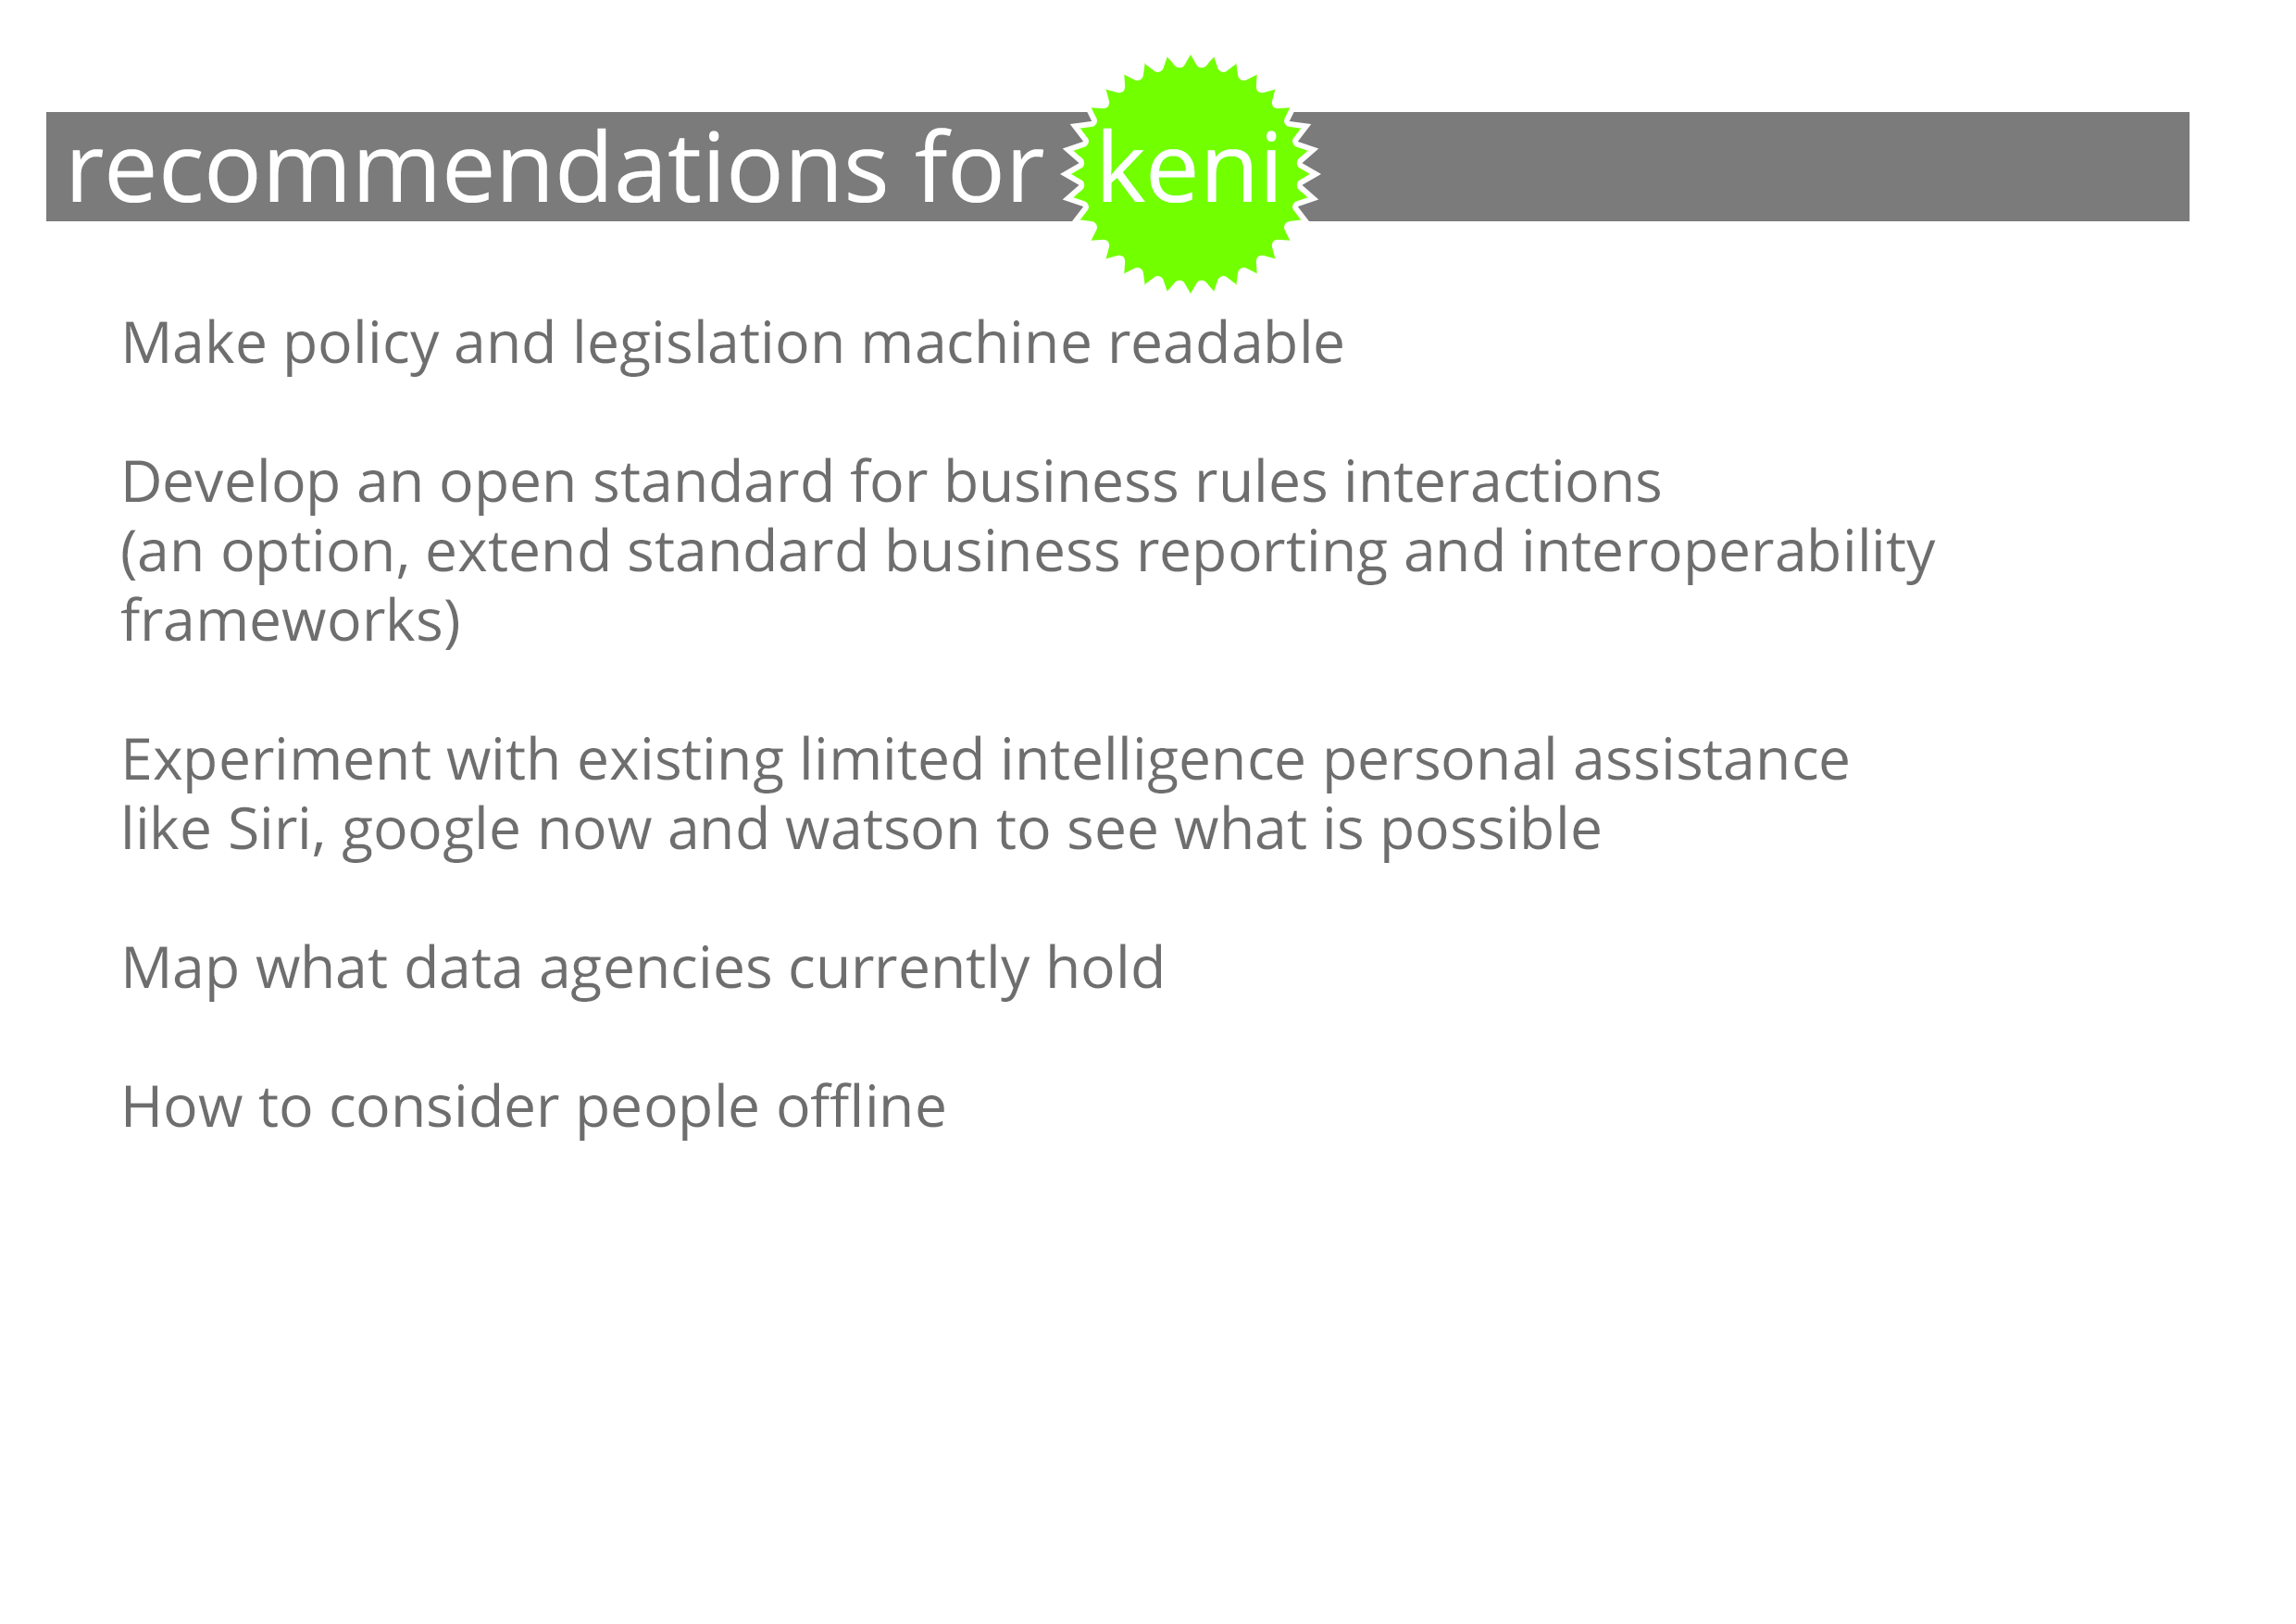 recommendations for keni
Make policy and legislation machine readable
Develop an open standard for business rules interactions
(an option, extend standard business reporting and interoperability
frameworks)
Experiment with existing limited intelligence personal assistance
like Siri, google now and watson to see what is possible
Map what data agencies currently hold
How to consider people offline